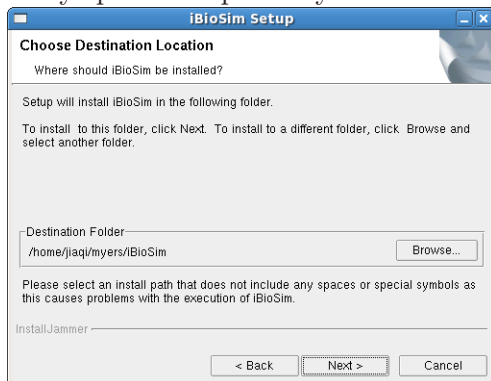 iBioSim Setup
Choose Destination Location
Where should iBioSim be installed?
Setup will install iBioSim in the following folder.
To install to this folder, click Next. To install to a different folder, click Browse and
select another folder.
Destination Folder
/home/jiaqi/myers/iBioSim
Browse...
Please select an install path that does not include any spaces or special symbols as
this causes problems with the execution of iBioSim.
InstallJammer
< Back Next > Cancel